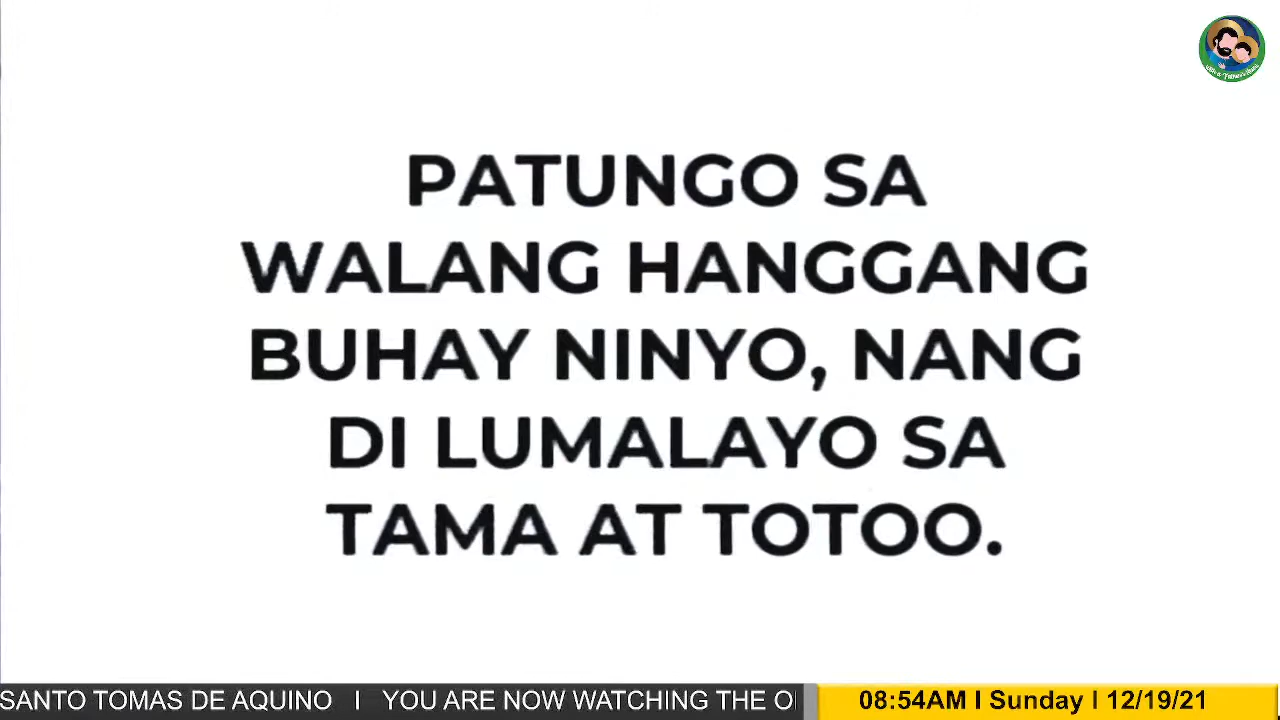 PATUNGO SA
WALANG HANGGANG
BUHAY NINYO, NANG
DI LUMALAYO SA
TAMA AT TOTOO.
SANTO TOMAS DE AQUINO I YOU ARE NOW WATCHING THE
08:54AM I Sunday I 12/19/21